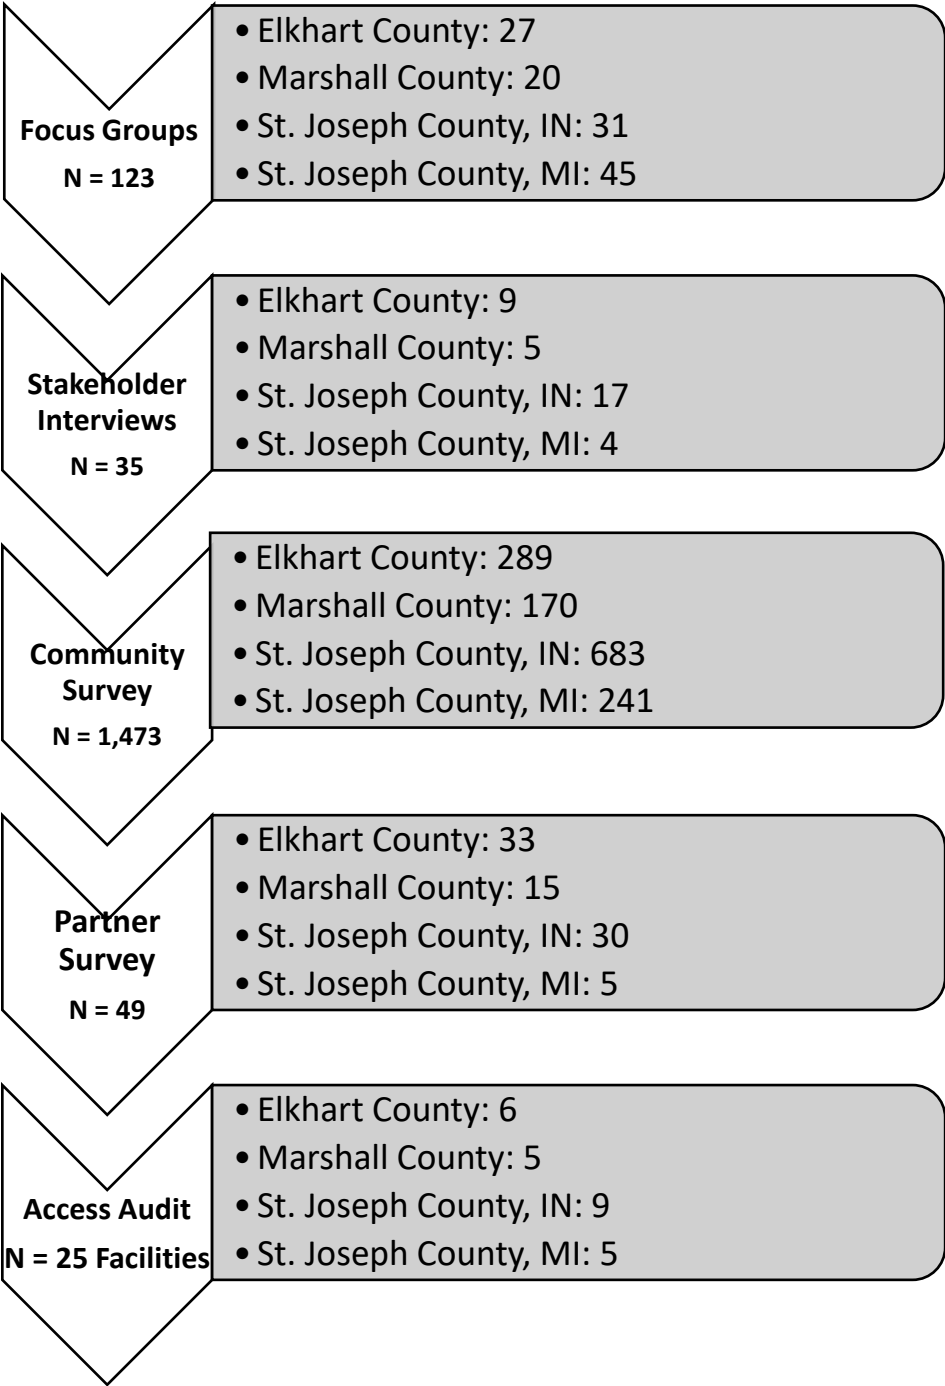 Focus Groups
N = 123
• Elkhart County: 27
• Marshall County: 20
• St. Joseph County, IN: 31
• St. Joseph County, MI: 45
Stakeholder
Interviews
N = 35
• Elkhart County: 9
• Marshall County: 5
• St. Joseph County, IN: 17
• St. Joseph County, MI: 4
Community
Survey
N = 1,473
• Elkhart County: 289
• Marshall County: 170
• St. Joseph County, IN: 683
• St. Joseph County, MI: 241
Partner
Survey
N = 49
• Elkhart County: 33
• Marshall County: 15
• St. Joseph County, IN: 30
• St. Joseph County, MI: 5
Access Audit
N = 25 Facilities
• Elkhart County: 6
• Marshall County: 5
• St. Joseph County, IN: 9
• St. Joseph County, MI: 5